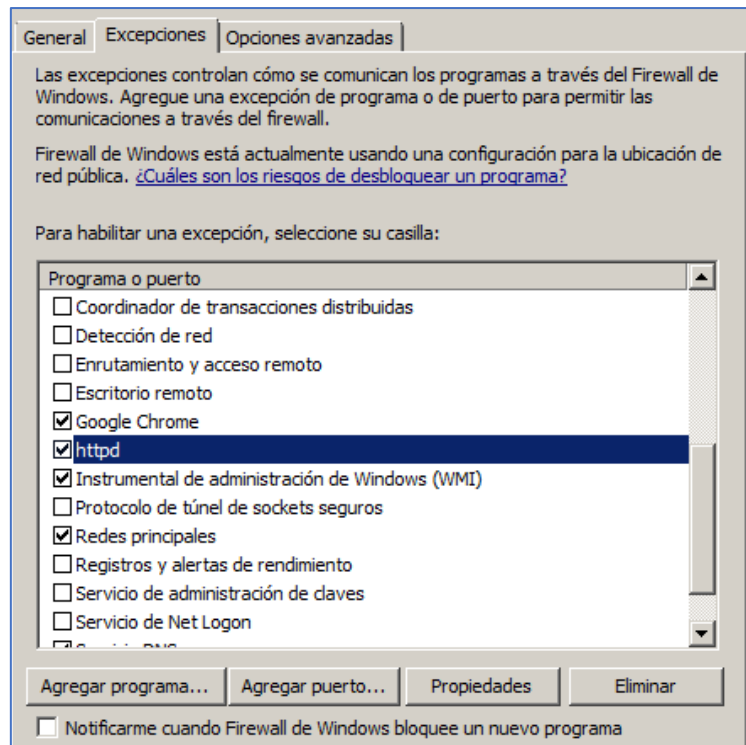 General
Excepciones
Opciones avanzadas
Las excepciones controlan cómo se comunican los programas a través del Firewall de
Windows. Agregue una excepción de programa o de puerto para permitir las
comunicaciones a través del firewall.
Firewall de Windows está actualmente usando una configuración para la ubicación de
red pública. ¿Cuáles son los riesgos de desbloquear un programa?
Para habilitar una excepción, seleccione su casilla:
Programa o puerto
Coordinador de transacciones distribuidas
Detección de red
Enrutamiento y acceso remoto
Escritorio remoto
Google Chrome
httpd
Instrumental de administración de Windows (WMI)
Protocolo de túnel de sockets seguros
Redes principales
Registros y alertas de rendimiento
Servicio de administración de claves
Servicio de Net Logon
Agregar programa...
Agregar puerto...
Propiedades
Eliminar
Notificarme cuando Firewall de Windows bloquee un nuevo programa